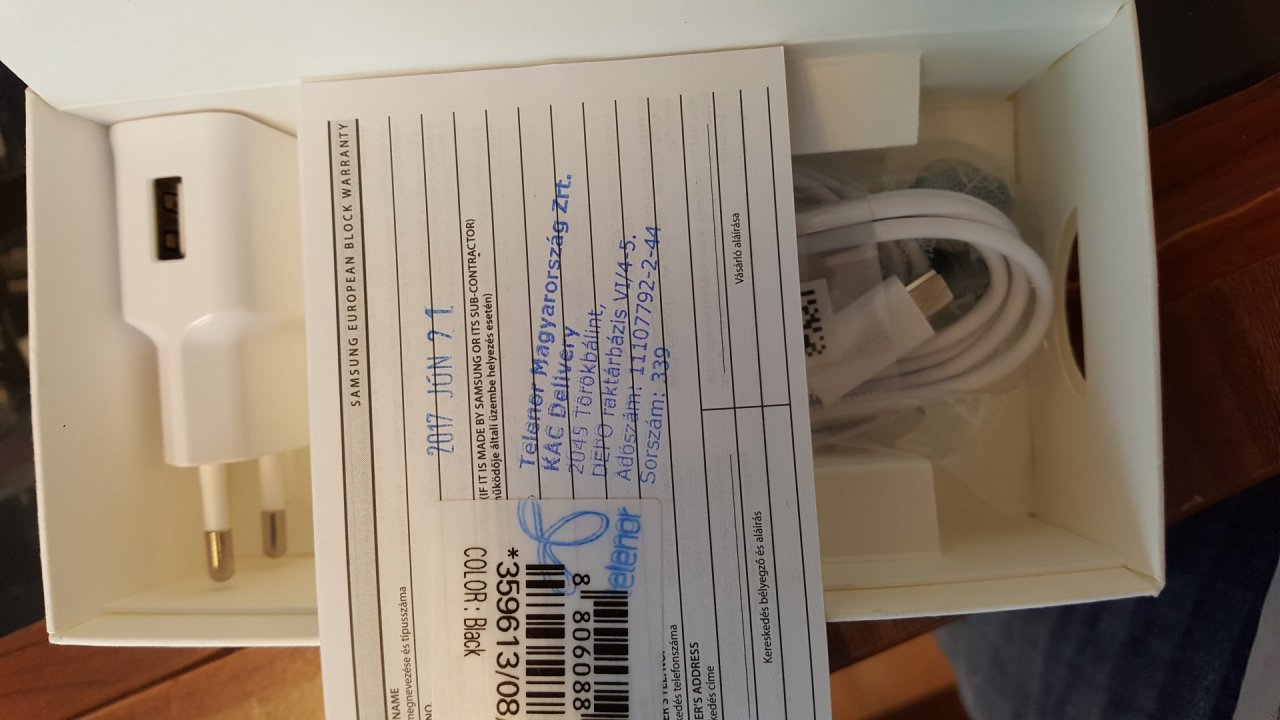 SAMSUNG EUROPEAN BLOCK WARRANTY
NAME
megnevezése és típusszáma
NO.
2017 JÚN 21.
(IF IT IS MADE BY SAMSUNG OR ITS SUB-CONTRACTOR)
működője általi üzembe helyezés esetén)
Telenor Magyarország Zrt.
KAC Delivery
2045 Törökbálint,
DEPO raktárbázis VI/4-5.
Adószám: 11107792-2-44
Sorszám: 339
COLOR: Black
*359613/08
8 806088
telenor
kedés telefonszáma
ER'S ADDRESS
kedés címe
Kereskedés bélyegző és aláírás
Vásárló aláírása